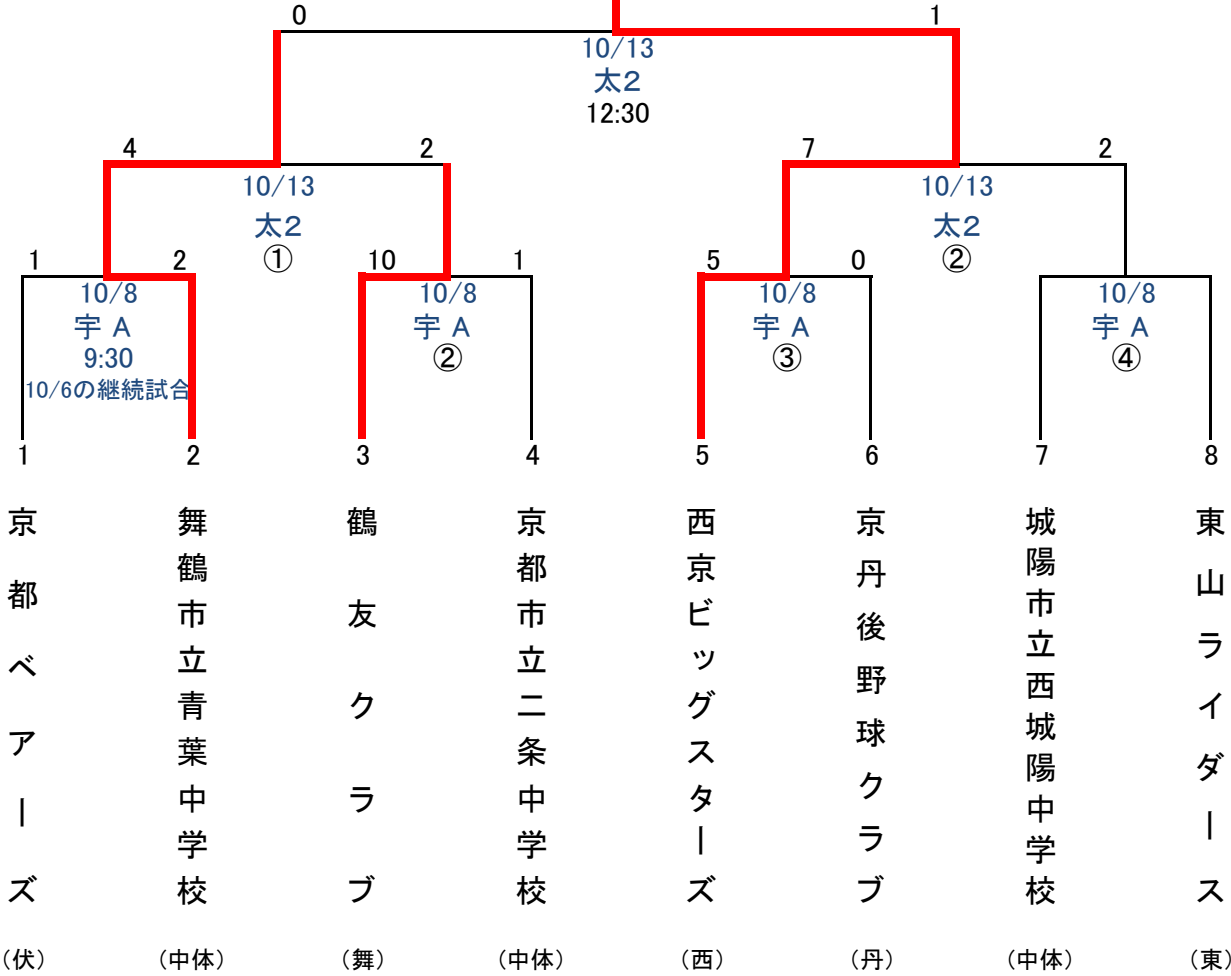 0 1
10/13
太2
12:30
4 2 7 2
10/13 10/13
太2 太2
① ②
1 2 10 1 5 0
10/8 10/8 10/8 10/8
宇 A 宇 A 宇 A 宇 A
9:30 ② ③ ④
10/6の継続試合
1 2 3 4 5 6 7 8
京都ベアーズ
舞鶴市立青葉中学校
鶴友クラブ
京都市立二条中学校
西京ビッグスターズ
京丹後野球クラブ
城陽市立西城陽中学校
東山ライダース
（伏） （中体） （舞） （中体） （西） （丹） （中体） （東）